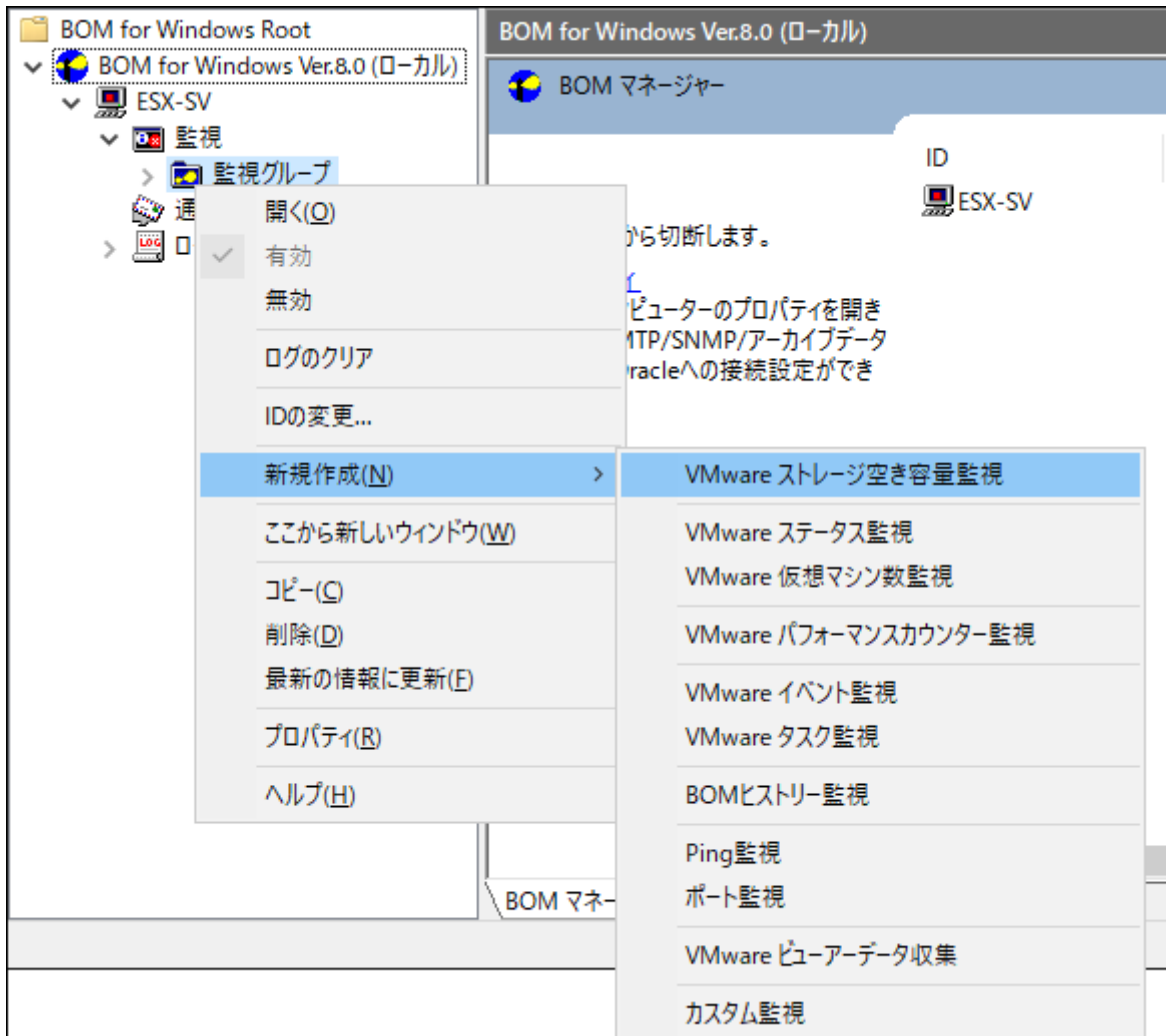 BOM for Windows Root
BOM for Windows Ver.8.0 (ローカル)
ESX-SV
監視
監視グループ
通
ロ
LOG
開く(O)
有効
無効
ログのクリア
IDの変更...
新規作成(N)
ここから新しいウィンドウ(W)
コピー(C)
削除(D)
最新の情報に更新(F)
プロパティ(R)
ヘルプ(H)
BOM for Windows Ver.8.0 (ローカル)
BOM マネージャー
ID
ESX-SV
から切断します。
ィ
ピューターのプロパティを開き
MTP/SNMP/アーカイブデータ
racleへの接続設定ができ
VMware ストレージ空き容量監視
VMware ステータス監視
VMware 仮想マシン数監視
VMware パフォーマンスカウンター監視
VMware イベント監視
VMware タスク監視
BOMヒストリー監視
Ping監視
ポート監視
VMware ビューアーデータ収集
カスタム監視
BOM マネー